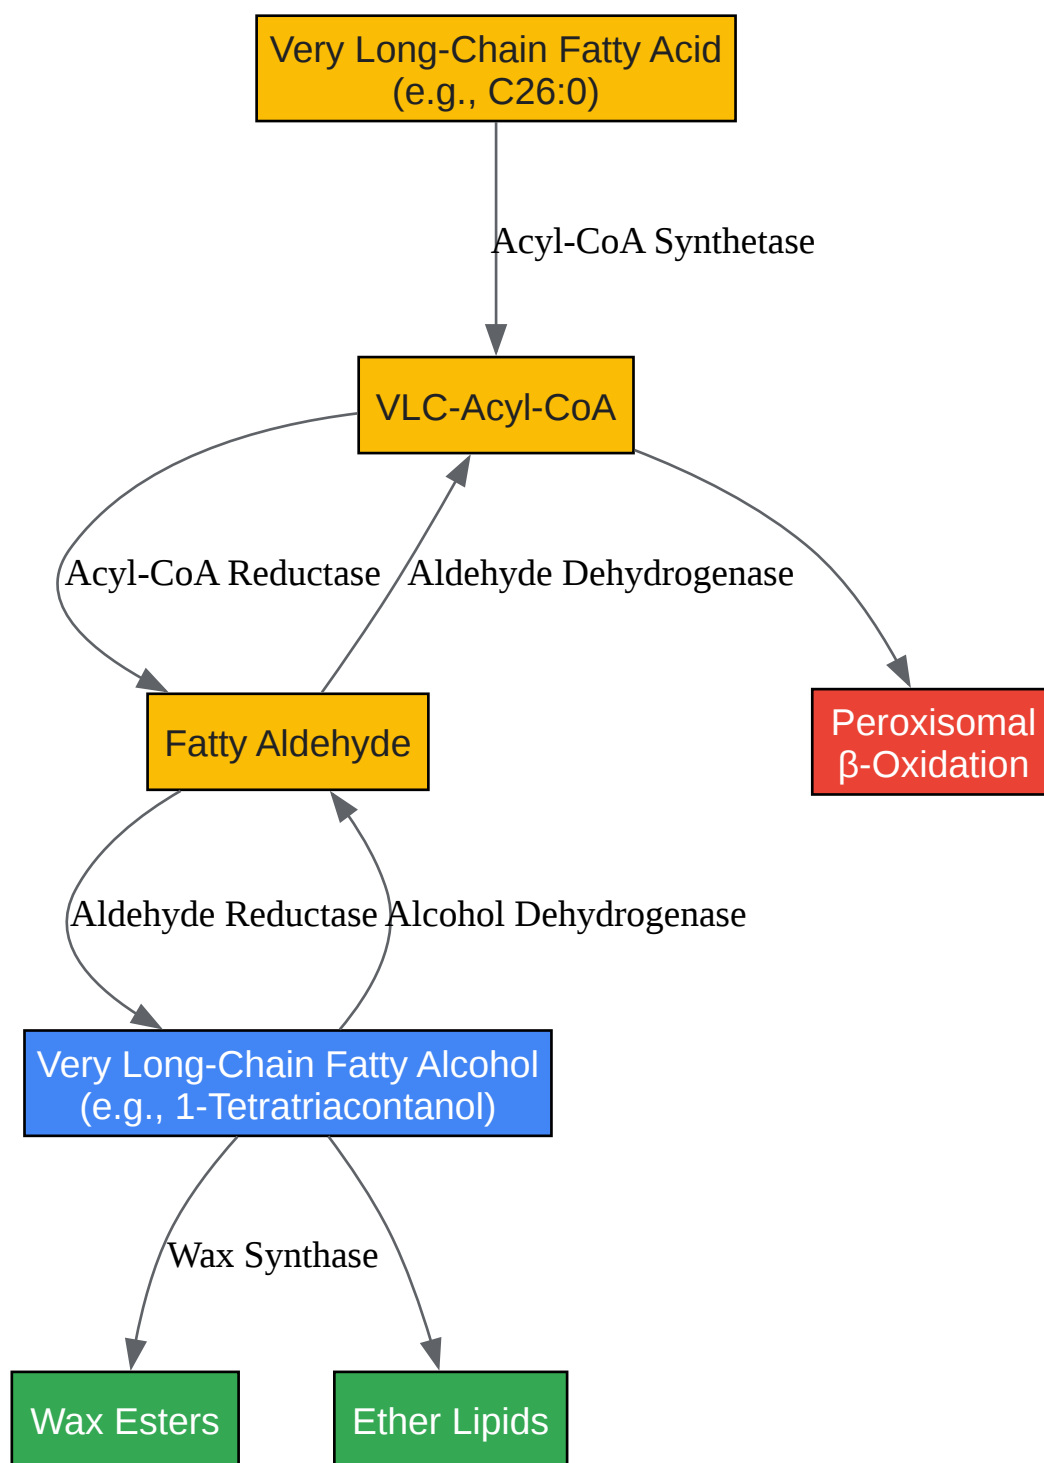 Very Long-Chain Fatty Acid
(e.g., C26:0)
Acyl-CoA Synthetase
VLC-Acyl-CoA
Acyl-CoA Reductase
Aldehyde Dehydrogenase
Fatty Aldehyde
Peroxisomal
β-Oxidation
Aldehyde Reductase
Alcohol Dehydrogenase
Very Long-Chain Fatty Alcohol
(e.g., 1-Tetratriacontanol)
Wax Synthase
Wax Esters
Ether Lipids